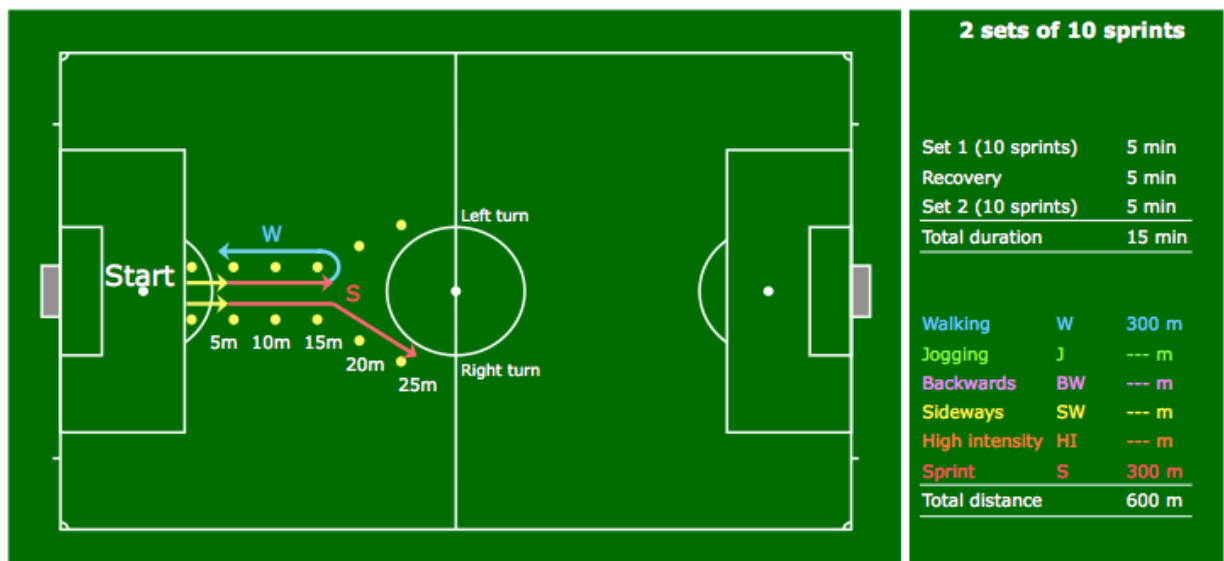 2 sets of 10 sprints
Left turn
W
Start
S
5m 10m 15m
20m
25m
Right turn
Set 1 (10 sprints) 5 min
Recovery 5 min
Set 2 (10 sprints) 5 min
Total duration 15 min
Walking W 300 m
Jogging J --- m
Backwards BW --- m
Sideways SW --- m
High intensity HI --- m
Sprint S 300 m
Total distance 600 m